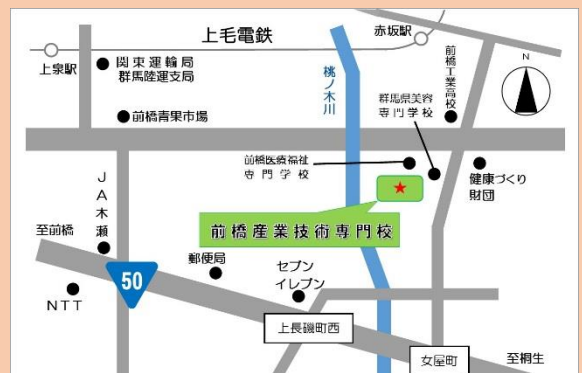 上毛電鉄
赤坂駅
上泉駅
関東運輸局
群馬陸運支局
前橋青果市場
桃ノ木川
前橋工業高校
N
群馬県美容
専門学校
前橋医療福祉
専門学校
健康づくり
財団
JA木瀬
至前橋
前橋産業技術専門校
郵便局
セブン
イレブン
50
NTT
上長磯町西
女屋町
至桐生